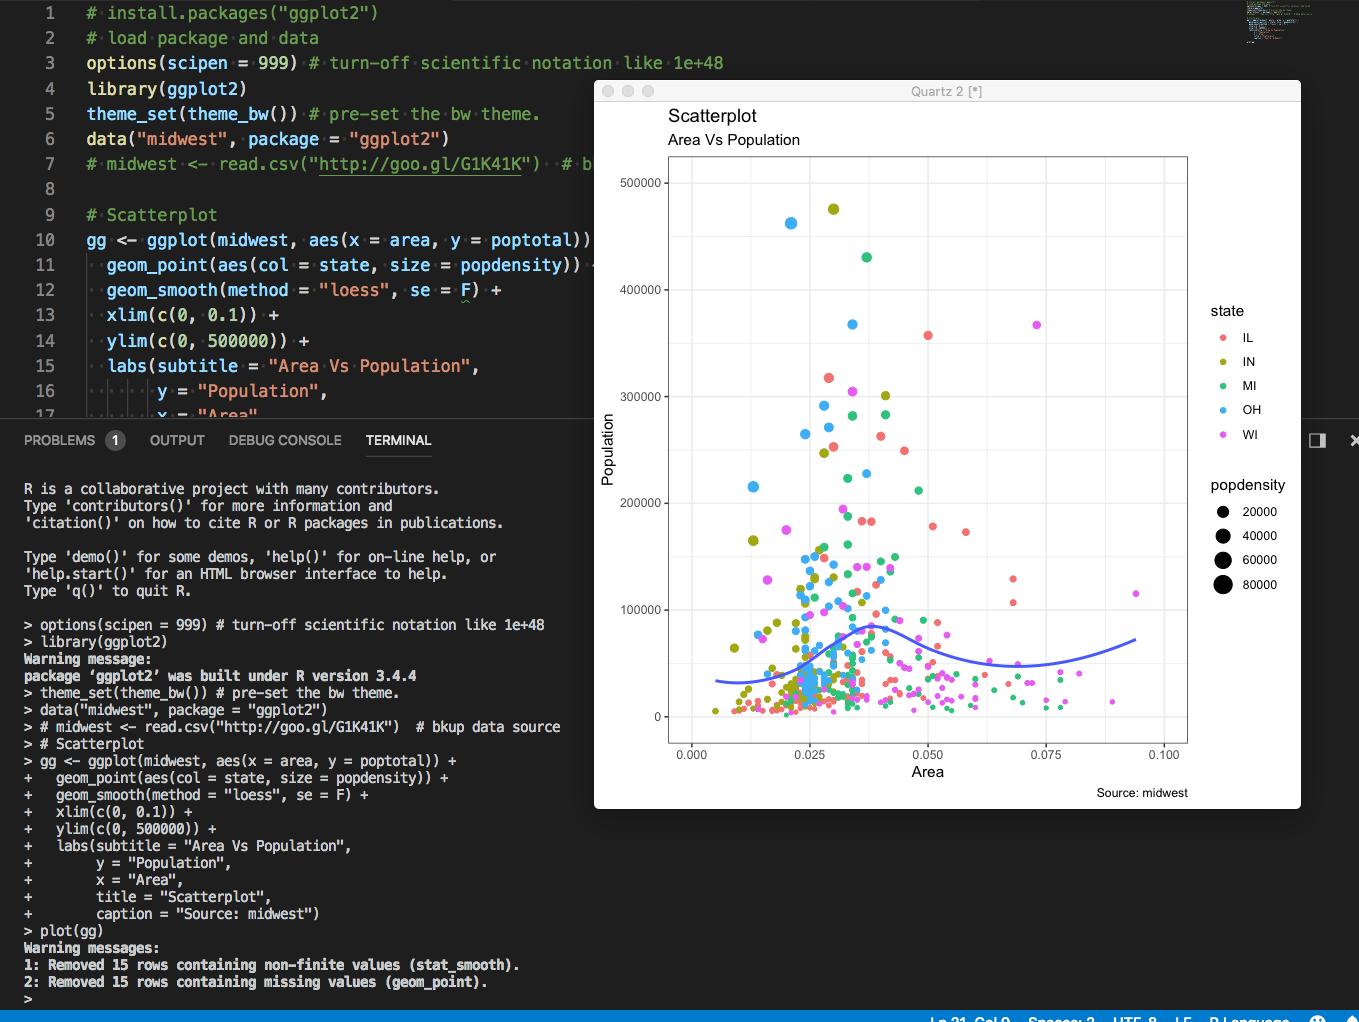 1 # install.packages("ggplot2")
2 # load package and data
3 options(scipen = 999) # turn-off scientific notation like 1e+48
4 library(ggplot2)
5 theme_set(theme_bw()) # pre-set the bw theme.
6 data("midwest", package = "ggplot2")
7 # midwest <- read.csv("http://goo.gl/G1K41K")  # b
8
9 # Scatterplot
10 gg <- ggplot(midwest, aes(x = area, y = poptotal))
11   geom_point(aes(col = state, size = popdensity))
12   geom_smooth(method = "loess", se = F) +
13   xlim(c(0, 0.1)) +
14   ylim(c(0, 500000)) +
15   labs(subtitle = "Area Vs Population",
16        y = "Population",
17        x = "Area"
PROBLEMS 1 OUTPUT DEBUG CONSOLE TERMINAL
R is a collaborative project with many contributors.
Type 'contributors()' for more information and
'citation()' on how to cite R or R packages in publications.
Type 'demo()' for some demos, 'help()' for on-line help, or
'help.start()' for an HTML browser interface to help.
Type 'q()' to quit R.
> options(scipen = 999) # turn-off scientific notation like 1e+48
> library(ggplot2)
Warning message:
package ‘ggplot2’ was built under R version 3.4.4
> theme_set(theme_bw()) # pre-set the bw theme.
> data("midwest", package = "ggplot2")
> # midwest <- read.csv("http://goo.gl/G1K41K")  # bkup data source
> # Scatterplot
> gg <- ggplot(midwest, aes(x = area, y = poptotal)) +
+   geom_point(aes(col = state, size = popdensity)) +
+   geom_smooth(method = "loess", se = F) +
+   xlim(c(0, 0.1)) +
+   ylim(c(0, 500000)) +
+   labs(subtitle = "Area Vs Population",
+        y = "Population",
+        x = "Area",
+        title = "Scatterplot",
+        caption = "Source: midwest")
> plot(gg)
Warning messages:
1: Removed 15 rows containing non-finite values (stat_smooth).
2: Removed 15 rows containing missing values (geom_point).
>
Quartz 2 [*]
Scatterplot
Area Vs Population
500000
400000
300000
200000
100000
0
Population
0.000 0.025 0.050 0.075 0.100
Area
Source: midwest
state
IL
IN
MI
OH
WI
popdensity
20000
40000
60000
80000
Ln 21, Col 9 Spaces: 2 UTF-8 LF R Language